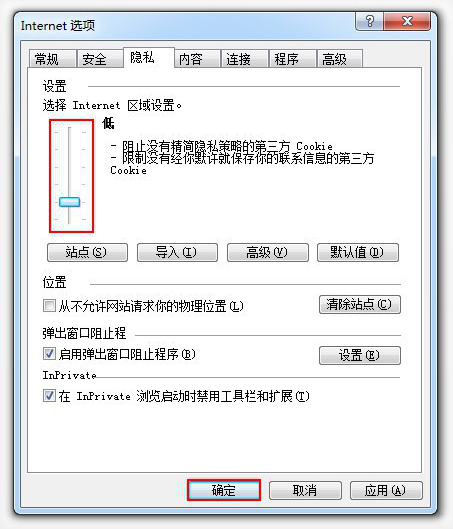 Internet 选项
常规 安全 隐私 内容 连接 程序 高级
设置
选择 Internet 区域设置。
低
- 阻止没有精简隐私策略的第三方 Cookie
- 限制没有经你默许就保存你的联系信息的第三方
Cookie
站点(S) 导入(I) 高级(V) 默认值(D)
位置
从不允许网站请求你的物理位置(L) 清除站点(C)
弹出窗口阻止程
启用弹出窗口阻止程序(B) 设置(E)
InPrivate
在 InPrivate 浏览启动时禁用工具栏和扩展(T)
确定 取消 应用(A)